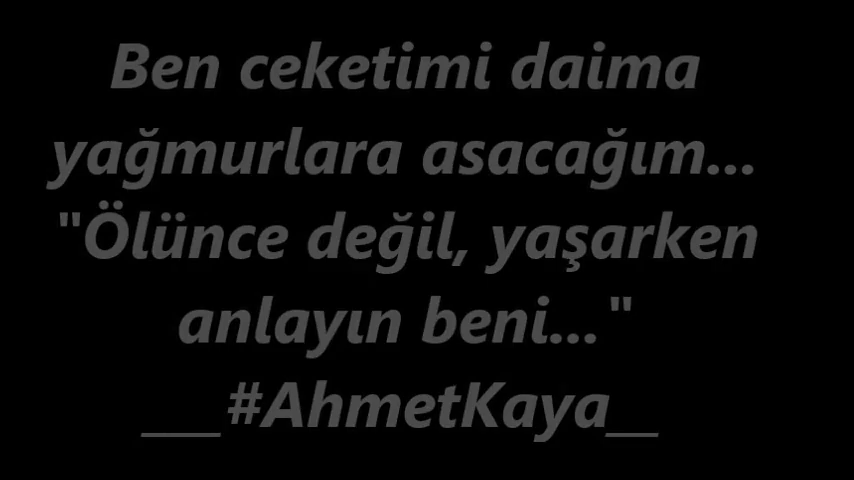 Ben ceketimi daima
yağmurlara asacağım...
"Ölünce değil, yaşarken
anlayın beni..."
___#AhmetKaya__